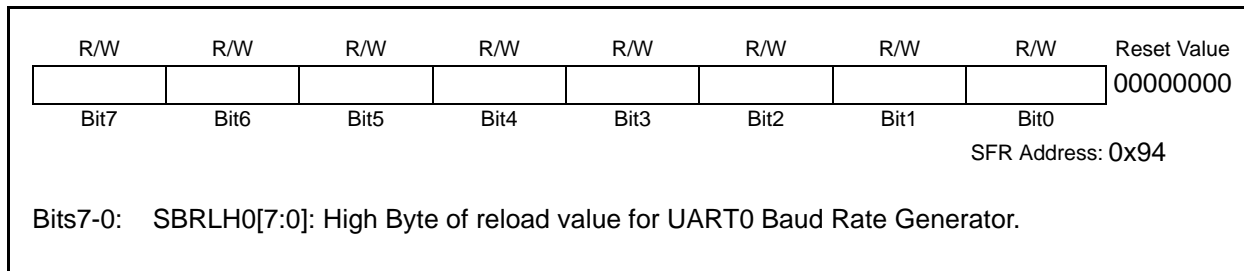 R/W R/W R/W R/W R/W R/W R/W R/W Reset Value
00000000
Bit7 Bit6 Bit5 Bit4 Bit3 Bit2 Bit1 Bit0
SFR Address: 0x94
Bits7-0: SBRLH0[7:0]: High Byte of reload value for UART0 Baud Rate Generator.